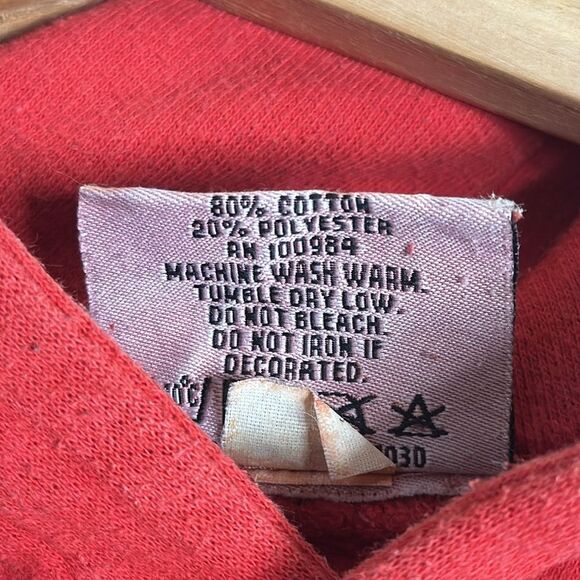 80% COTTON
20% POLYESTER
RN 100984
MACHINE WASH WARM.
TUMBLE DRY LOW.
DO NOT BLEACH.
DO NOT IRON IF
DECORATED.